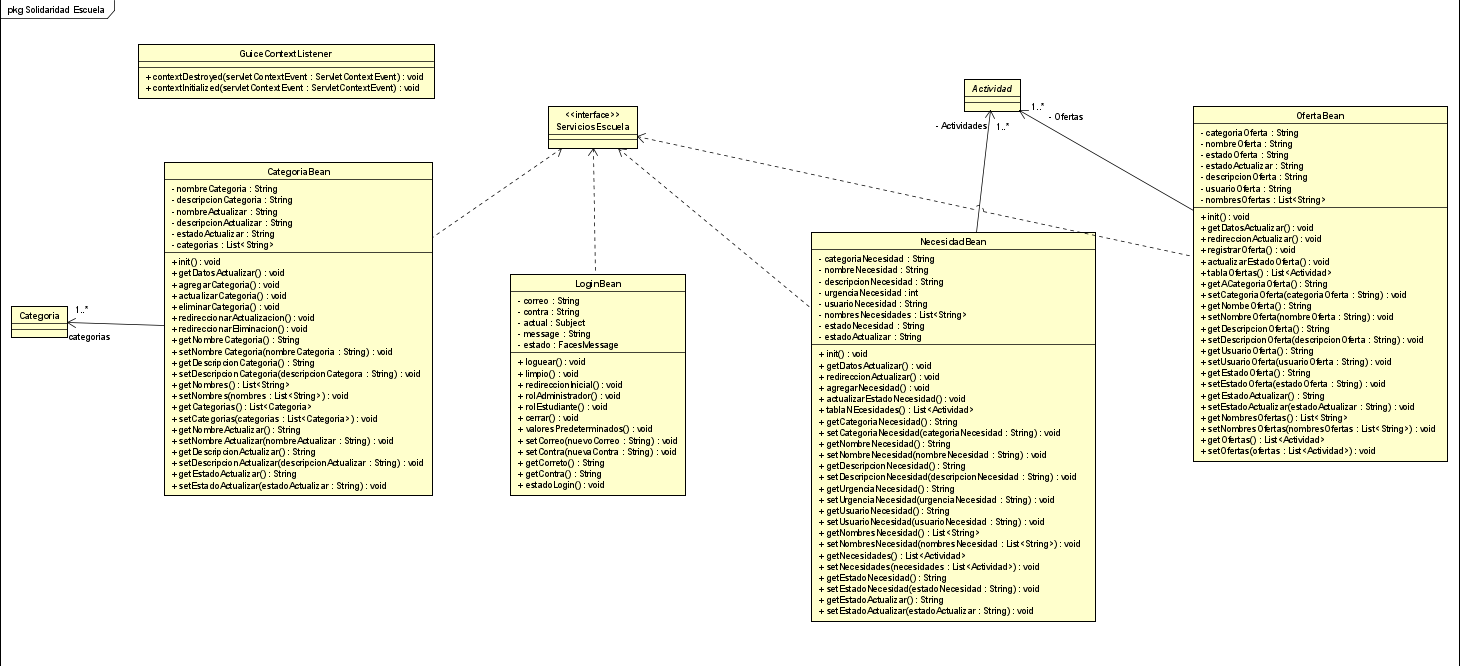 pkg Solidaridad Escuela
GuiceContextListener
+ contextDestroyed(servletContextEvent : ServletContextEvent) : void
+ contextInitialized(servletContextEvent : ServletContextEvent) : void
<<interface>>
ServiciosEscuela
Actividad
1..*
- Ofertas
- Actividades
1..*
CategoriaBean
- nombreCategoria : String
- descripcionCategoria : String
- nombreActualizar : String
- descripcionActualizar : String
- estadoActualizar : String
- categorias : List<String>
+ init() : void
+ getDatosActualizar() : void
+ agregarCategoria() : void
+ actualizarCategoria() : void
+ eliminarCategoria() : void
+ redireccionarActualizacion() : void
+ redireccionarEliminacion() : void
+ getNombreCategoria() : String
+ setNombreCategoria(nombreCategoria : String) : void
+ getDescripcionCategoria() : String
+ setDescripcionCategoria(descripcionCategora : String) : void
+ getNombres() : List<String>
+ setNombres(nombres : List<String>) : void
+ getCategorias() : List<Categoria>
+ setCategorias(categorias : List<Categoria>) : void
+ getNombreActualizar() : String
+ setNombreActualizar(nombreActualizar : String) : void
+ getDescripcionActualizar() : String
+ setDescripcionActualizar(descripcionActualizar : String) : void
+ getEstadoActualizar() : String
+ setEstadoActualizar(estadoActualizar : String) : void
Categoria
1..*
categorias
LoginBean
- correo : String
- contra : String
- actual : Subject
- message : String
- estado : FacesMessage
+ loguear() : void
+ limpio() : void
+ redireccionInicial() : void
+ rolAdministrador() : void
+ rolEstudiante() : void
+ cerrar() : void
+ valoresPredeterminados() : void
+ setCorreo(nuevoCorreo : String) : void
+ setContra(nuevaContra : String) : void
+ getCorreto() : String
+ getContra() : String
+ estadoLogin() : void
NecesidadBean
- categoriaNecesidad : String
- nombreNecesidad : String
- descripcionNecesidad : String
- urgenciaNecesidad : int
- usuarioNecesidad : String
- nombresNecesidades : List<String>
- estadoNecesidad : String
- estadoActualizar : String
+ init() : void
+ getDatosActualizar() : void
+ redireccionActualizar() : void
+ agregarNecesidad() : void
+ actualizarEstadoNecesidad() : void
+ tablaNEcesidades() : List<Actividad>
+ getCategoriaNecesidad() : String
+ setCategoriaNecesidad(categoriaNecesidad : String) : void
+ getNombreNecesidad() : String
+ setNombreNecesidad(nombreNecesidad : String) : void
+ getDescripcionNecesidad() : String
+ setDescripcionNecesidad(descripcionNecesidad : String) : void
+ getUrgenciaNecesidad() : String
+ setUrgenciaNecesidad(urgenciaNecesidad : String) : void
+ getUsuarioNecesidad() : String
+ setUsuarioNecesidad(usuarioNecesidad : String) : void
+ getNombresNecesidad() : List<String>
+ setNombresNecesidad(nombresNecesidad : List<String>) : void
+ getNecesidades() : List<Actividad>
+ setNecesidades(necesidades : List<Actividad>) : void
+ getEstadoNecesidad() : String
+ setEstadoNecesidad(estadoNecesidad : String) : void
+ getEstadoActualizar() : String
+ setEstadoActualizar(estadoActualizar : String) : void
OfertaBean
- categoriaOferta : String
- nombreOferta : String
- estadoOferta : String
- estadoActualizar : String
- descripcionOferta : String
- usuarioOferta : String
- nombresOfertas : List<String>
+ init() : void
+ getDatosActualizar() : void
+ redireccionActualizar() : void
+ registrarOferta() : void
+ actualizarEstadoOferta() : void
+ tablaOfertas() : List<Actividad>
+ getACategoriaOferta() : String
+ setCategoriaOferta(categoriaOferta : String) : void
+ getNombeOferta() : String
+ setNombreOferta(nombreOferta : String) : void
+ getDescripcionOferta() : String
+ setDescripcionOferta(descripcionOferta : String) : void
+ getUsuarioOferta() : String
+ setUsuarioOferta(usuarioOferta : String) : void
+ getEstadoOferta() : String
+ setEstadoOferta(estadoOferta : String) : void
+ getEstadoActualizar() : String
+ setEstadoActualizar(estadoActualizar : String) : void
+ getNombresOfertas() : List<String>
+ setNombresOfertas(nombresOfertas : List<String>) : void
+ getOfertas() : List<Actividad>
+ setOfertas(ofertas : List<Actividad>) : void